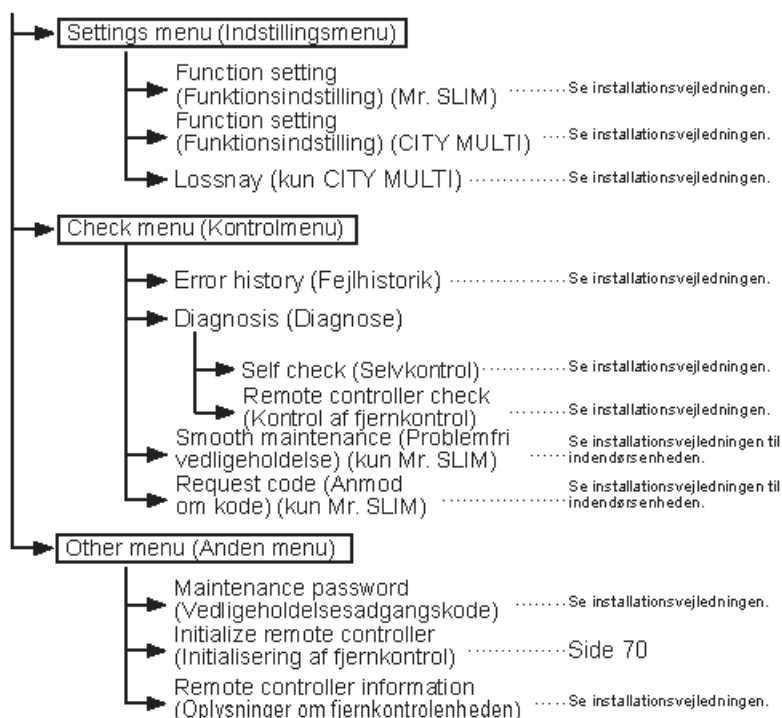 Settings menu (Indstillingsmenu)
Function setting
(Funktionsindstilling) (Mr. SLIM) ········· Se installationsvejledningen.
Function setting
(Funktionsindstilling) (CITY MULTI) ···· Se installationsvejledningen.
Lossnay (kun CITY MULTI) ··············· Se installationsvejledningen.
Check menu (Kontrolmenu)
Error history (Fejlhistorik) ·················· Se installationsvejledningen.
Diagnosis (Diagnose)
Self check (Selvkontrol) ·············· Se installationsvejledningen.
Remote controller check
(Kontrol af fjernkontrol) ·········· Se installationsvejledningen.
Smooth maintenance (Problemfri
vedligeholdelse) (kun Mr. SLIM) ······ Se installationsvejledningen til
indendørsenheden.
Request code (Anmod
om kode) (kun Mr. SLIM) ················ Se installationsvejledningen til
indendørsenheden.
Other menu (Anden menu)
Maintenance password
(Vedligeholdelsesadgangskode) ········ Se installationsvejledningen.
Initialize remote controller
(Initialisering af fjernkontrol) ··············· Side 70
Remote controller information
(Oplysninger om fjernkontrolenheden) ····· Se installationsvejledningen.